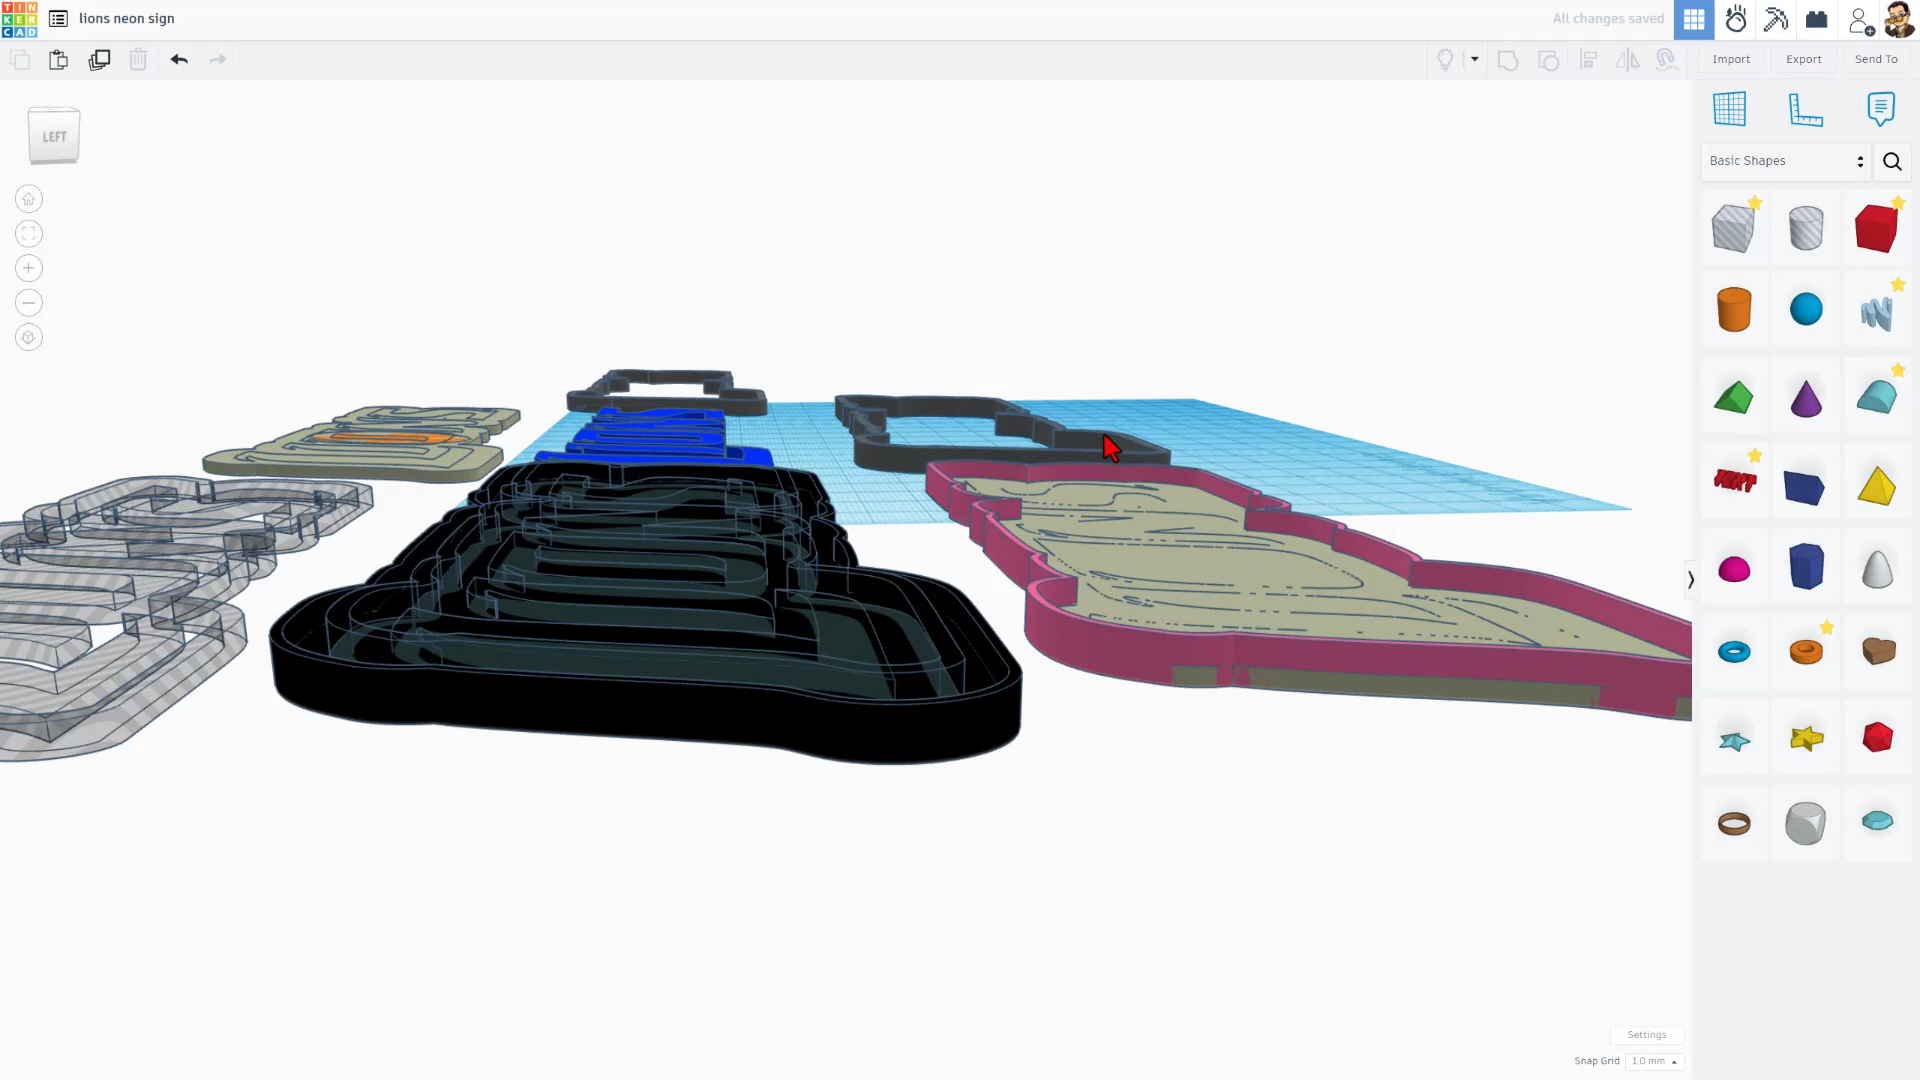 TIN
KER
CAD
lions neon sign
All changes saved
Import
Export
Send To
LEFT
Basic Shapes
TEXT
Settings
Snap Grid
1.0 mm